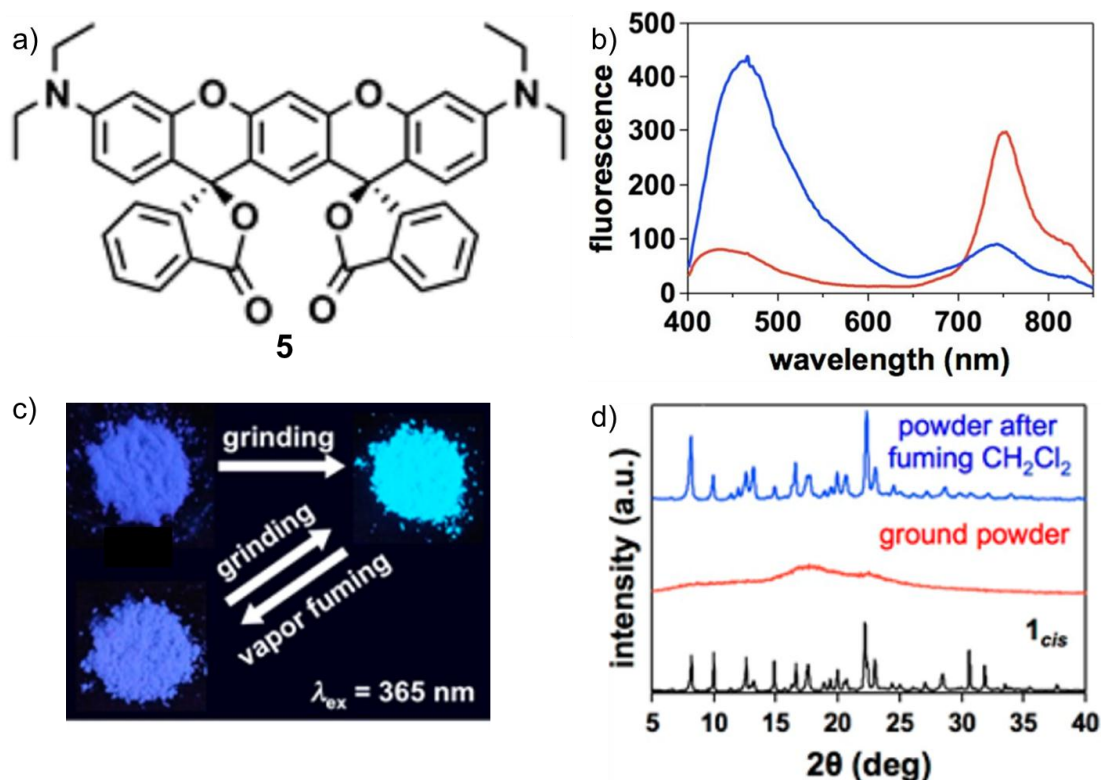 a)
N
O
O
N
O
O
O
O
5
b)
fluorescence
500
400
300
200
100
0
400 500 600 700 800
wavelength (nm)
c)
grinding
grinding
vapor fuming
λex = 365 nm
d)
intensity (a.u.)
powder after
fuming CH₂Cl₂
ground powder
1cis
5 10 15 20 25 30 35 40
2θ (deg)